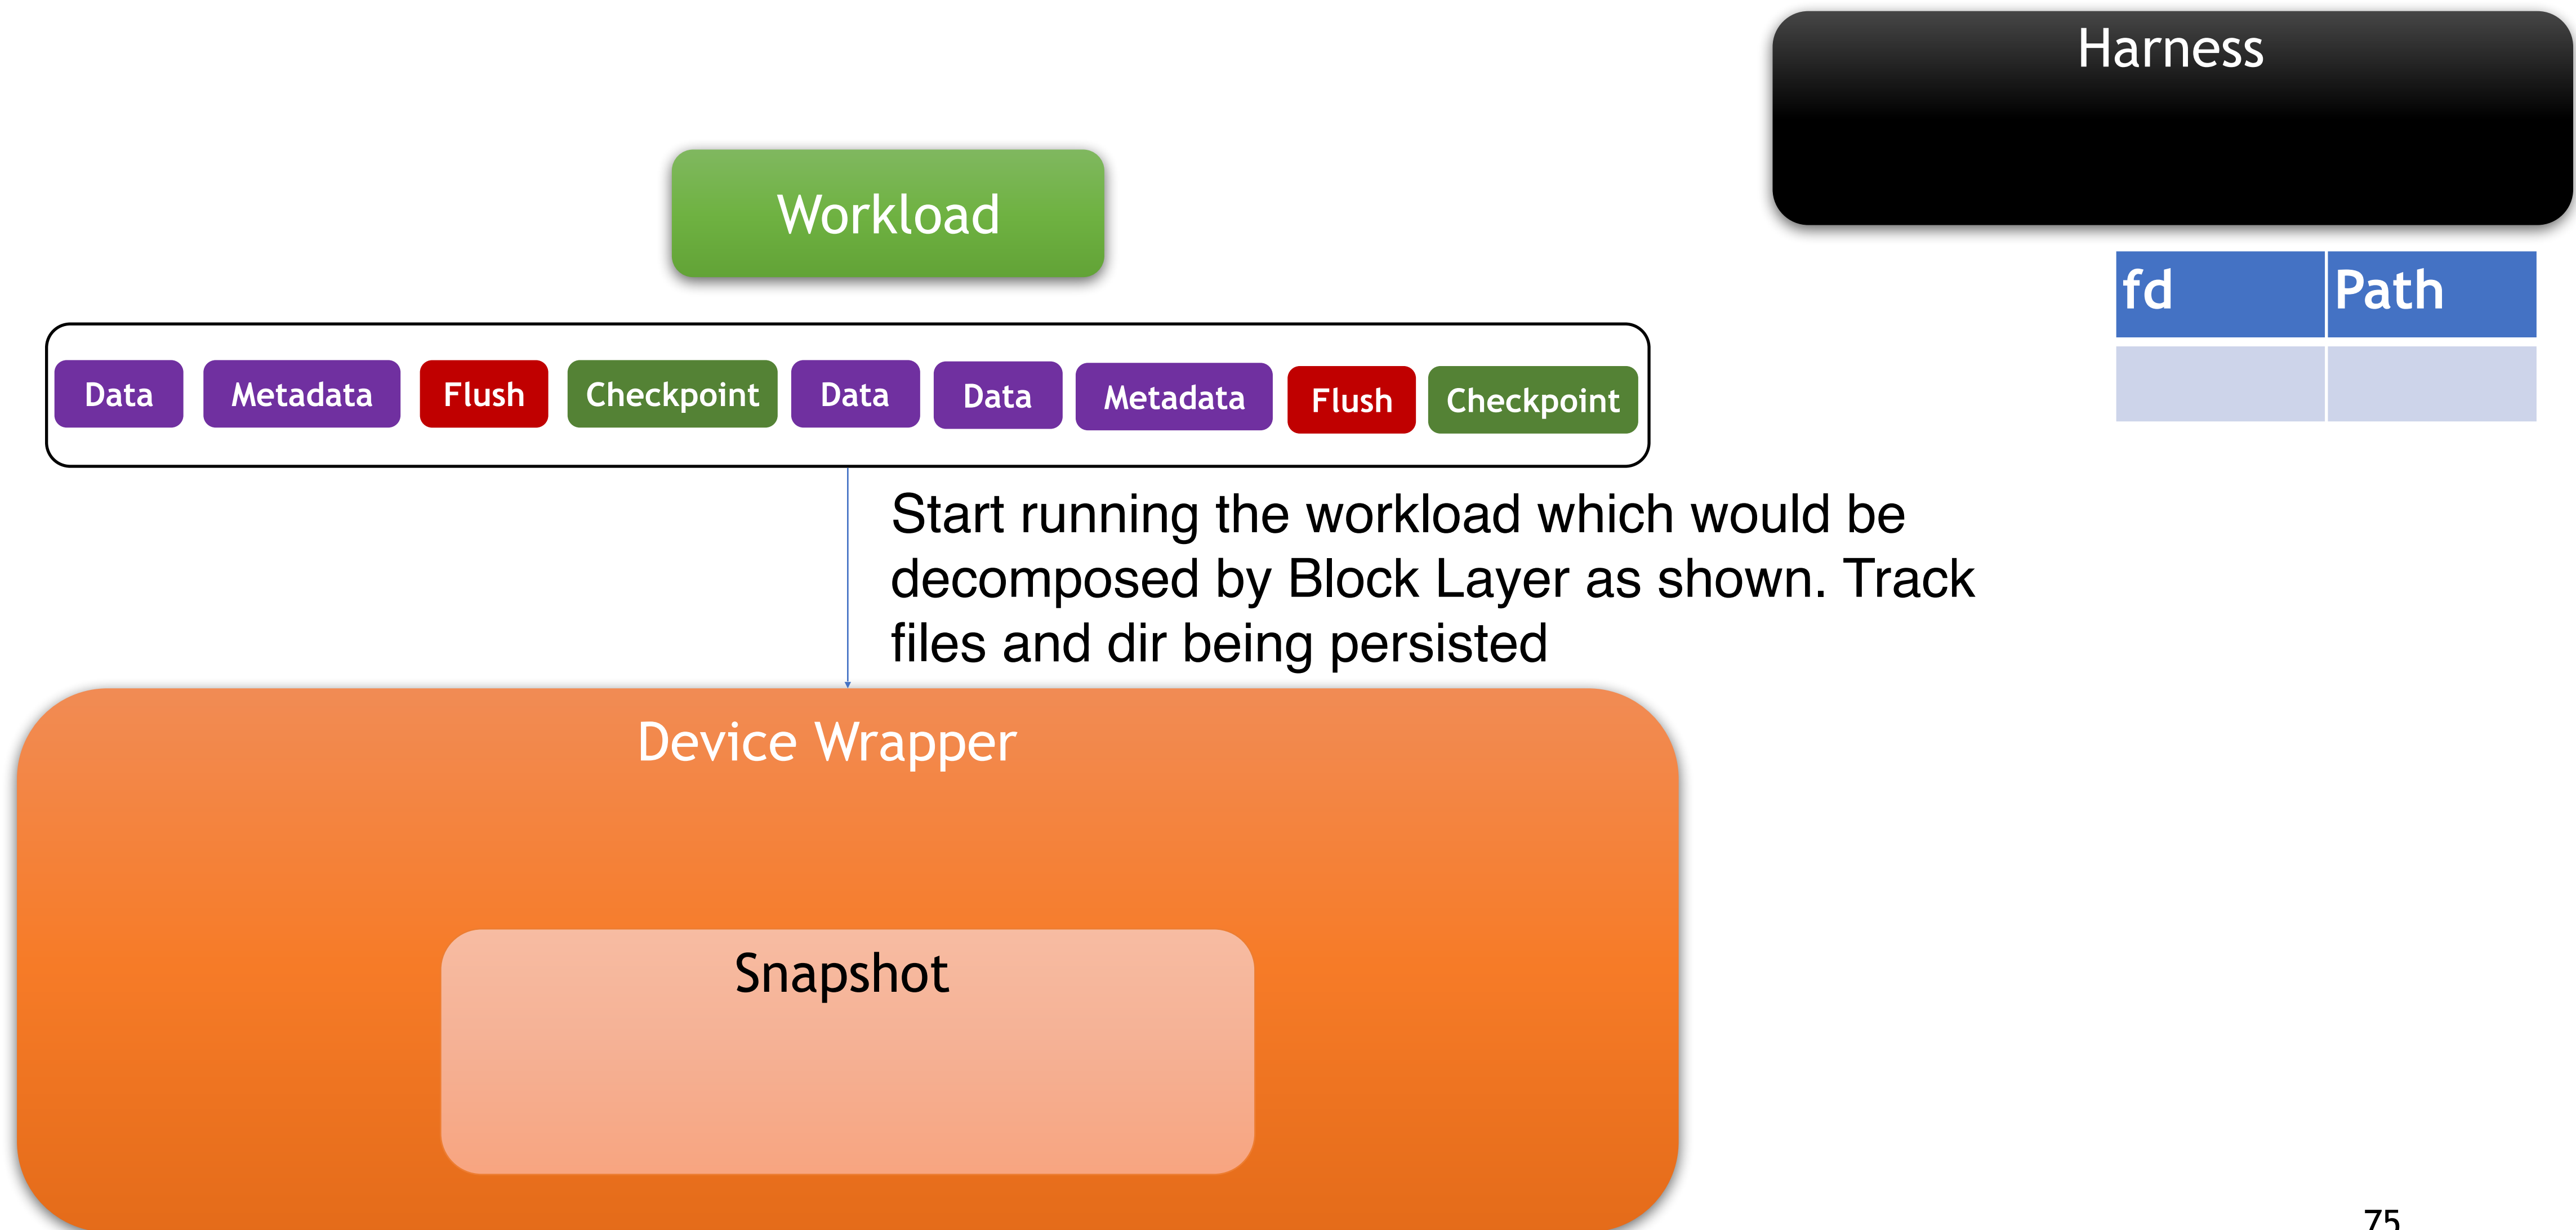 Harness
Workload
fd Path
Data Metadata Flush Checkpoint Data Data Metadata Flush Checkpoint
Start running the workload which would be
decomposed by Block Layer as shown. Track
files and dir being persisted
Device Wrapper
Snapshot
75